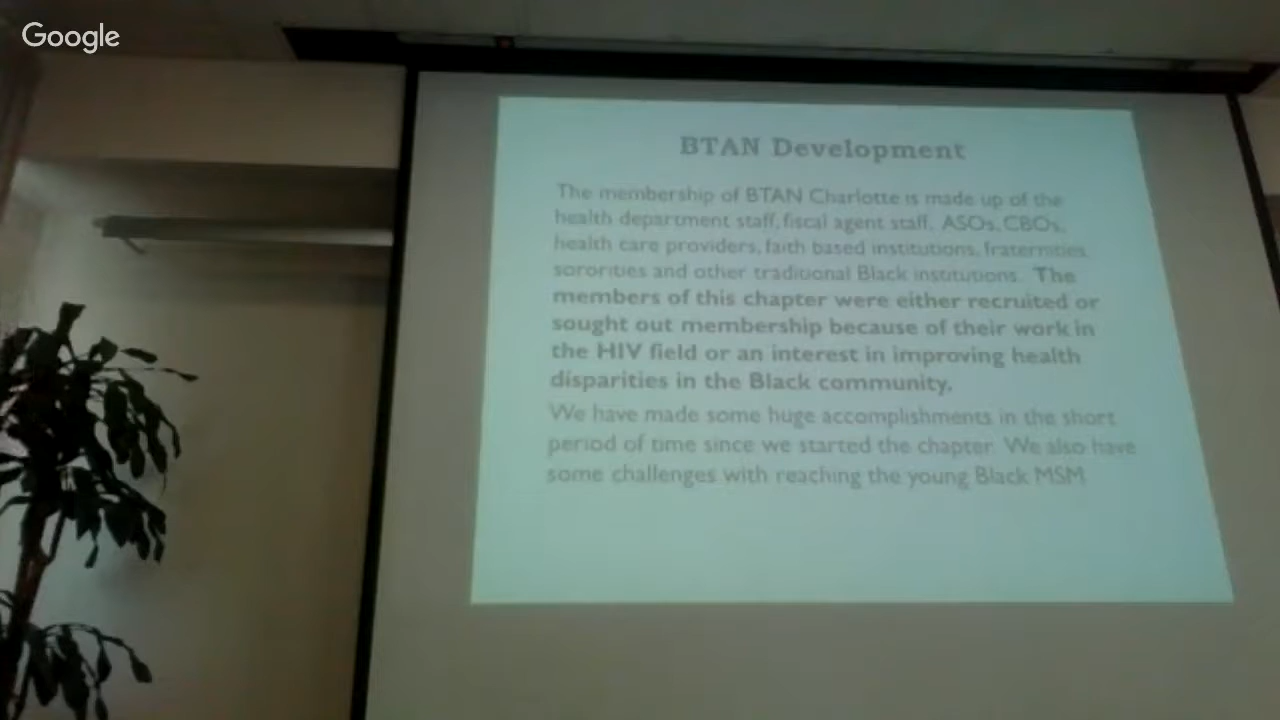 Google
BTAN Development
The membership of BTAN Charlotte is made up of the
health department staff, fiscal agent staff, ASOs, CBOs,
health care providers, faith based institutions, fraternities
sororities and other traditional Black institutions. The
members of this chapter were either recruited or
sought out membership because of their work in
the HIV field or an interest in improving health
disparities in the Black community.
We have made some huge accomplishments in the short
period of time since we started the chapter. We also have
some challenges with reaching the young Black MSM